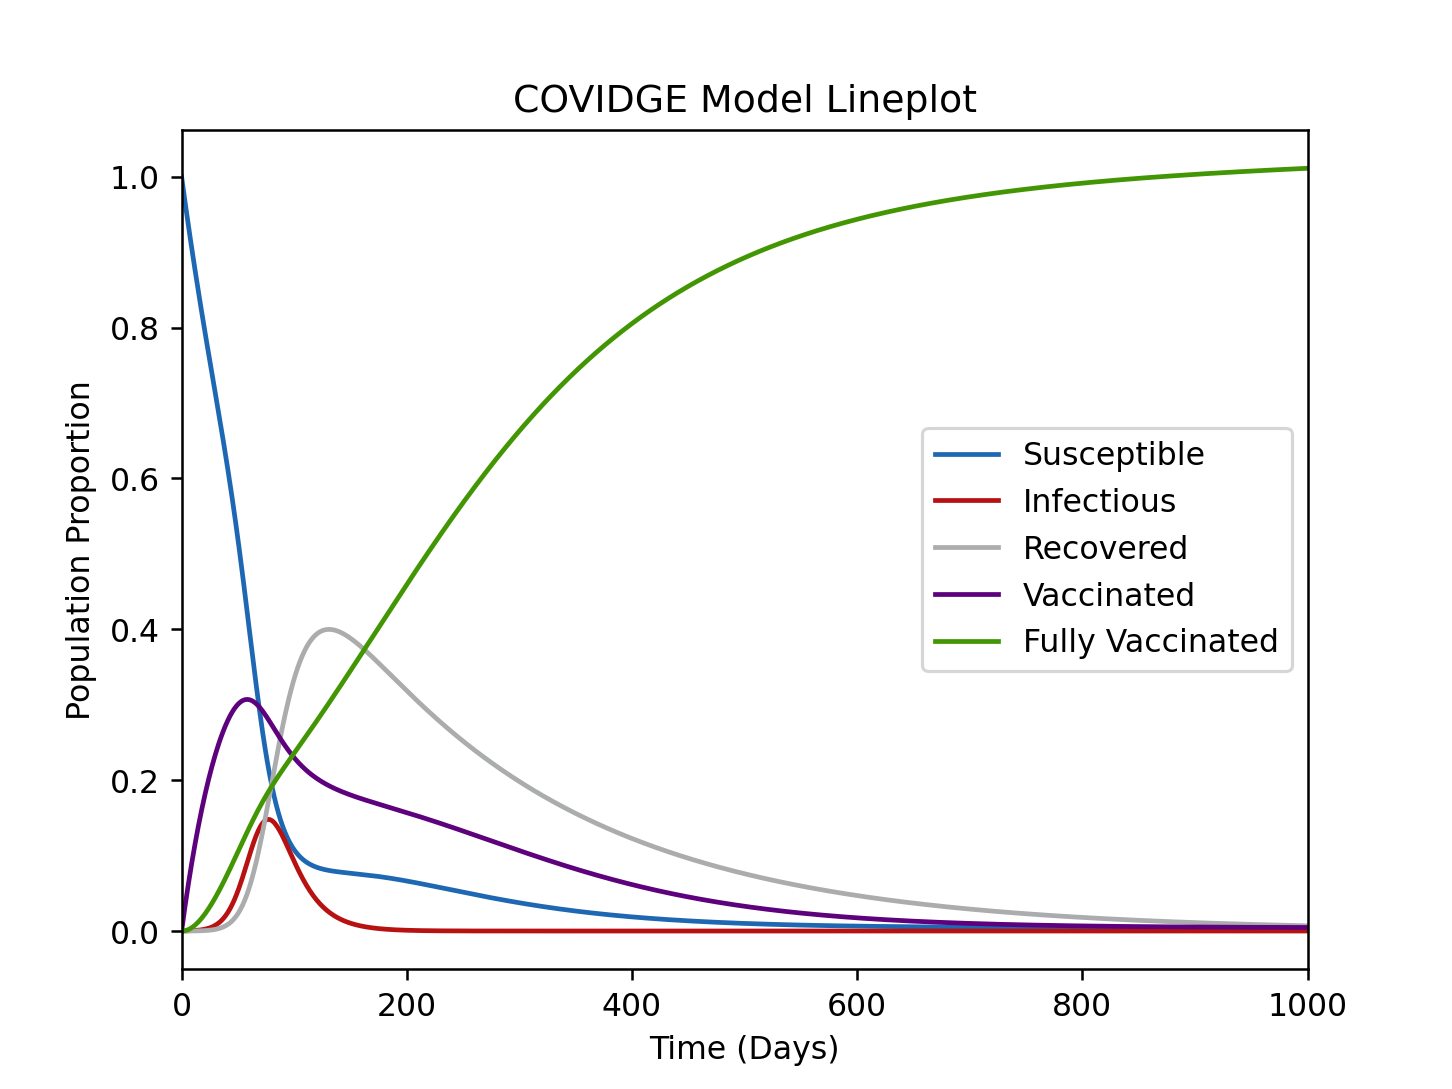 COVIDGE Model Lineplot
Population Proportion
1.0
0.8
0.6
0.4
0.2
0.0
Susceptible
Infectious
Recovered
Vaccinated
Fully Vaccinated
0 200 400 600 800 1000
Time (Days)